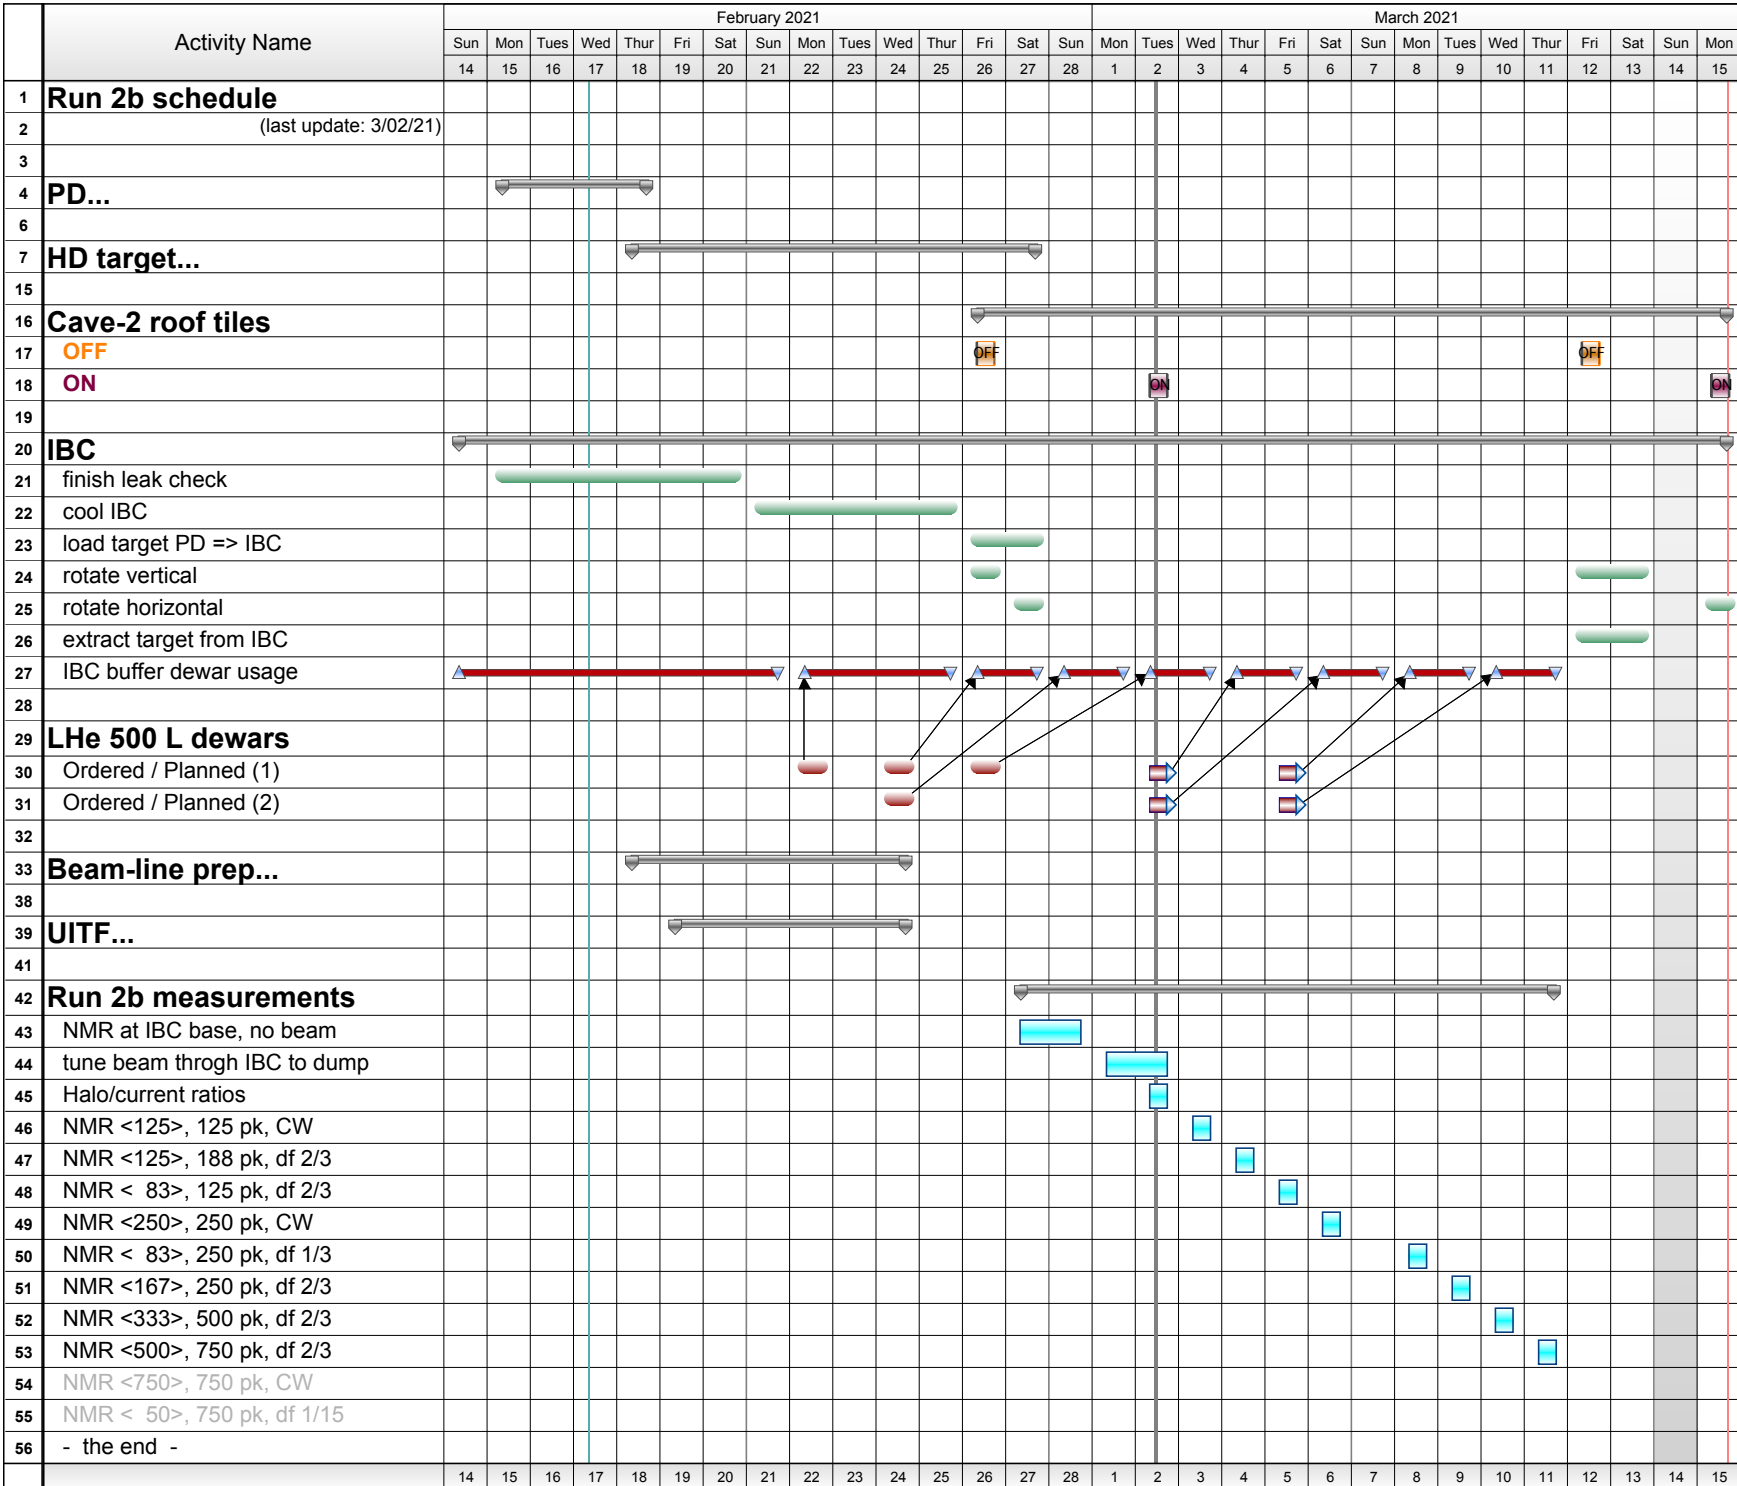 February 2021 March 2021
Activity Name
Sun Mon Tues Wed Thur Fri Sat Sun Mon Tues Wed Thur Fri Sat Sun Mon Tues Wed Thur Fri Sat Sun Mon Tues Wed Thur Fri Sat Sun Mon
14 15 16 17 18 19 20 21 22 23 24 25 26 27 28 1 2 3 4 5 6 7 8 9 10 11 12 13 14 15
1 Run 2b schedule
2 (last update: 3/02/21)
3
4 PD...
6
7 HD target...
15
16 Cave-2 roof tiles
17 OFF OFF OFF
18 ON ON ON
19
20 IBC
21 finish leak check
22 cool IBC
23 load target PD => IBC
24 rotate vertical
25 rotate horizontal
26 extract target from IBC
27 IBC buffer dewar usage
28
29 LHe 500 L dewars
30 Ordered / Planned (1)
31 Ordered / Planned (2)
32
33 Beam-line prep...
38
39 UITF...
41
42 Run 2b measurements
43 NMR at IBC base, no beam
44 tune beam throgh IBC to dump
45 Halo/current ratios
46 NMR <125>, 125 pk, CW
47 NMR <125>, 188 pk, df 2/3
48 NMR < 83>, 125 pk, df 2/3
49 NMR <250>, 250 pk, CW
50 NMR < 83>, 250 pk, df 1/3
51 NMR <167>, 250 pk, df 2/3
52 NMR <333>, 500 pk, df 2/3
53 NMR <500>, 750 pk, df 2/3
54 NMR <750>, 750 pk, CW
55 NMR < 50>, 750 pk, df 1/15
56 - the end -
14 15 16 17 18 19 20 21 22 23 24 25 26 27 28 1 2 3 4 5 6 7 8 9 10 11 12 13 14 15